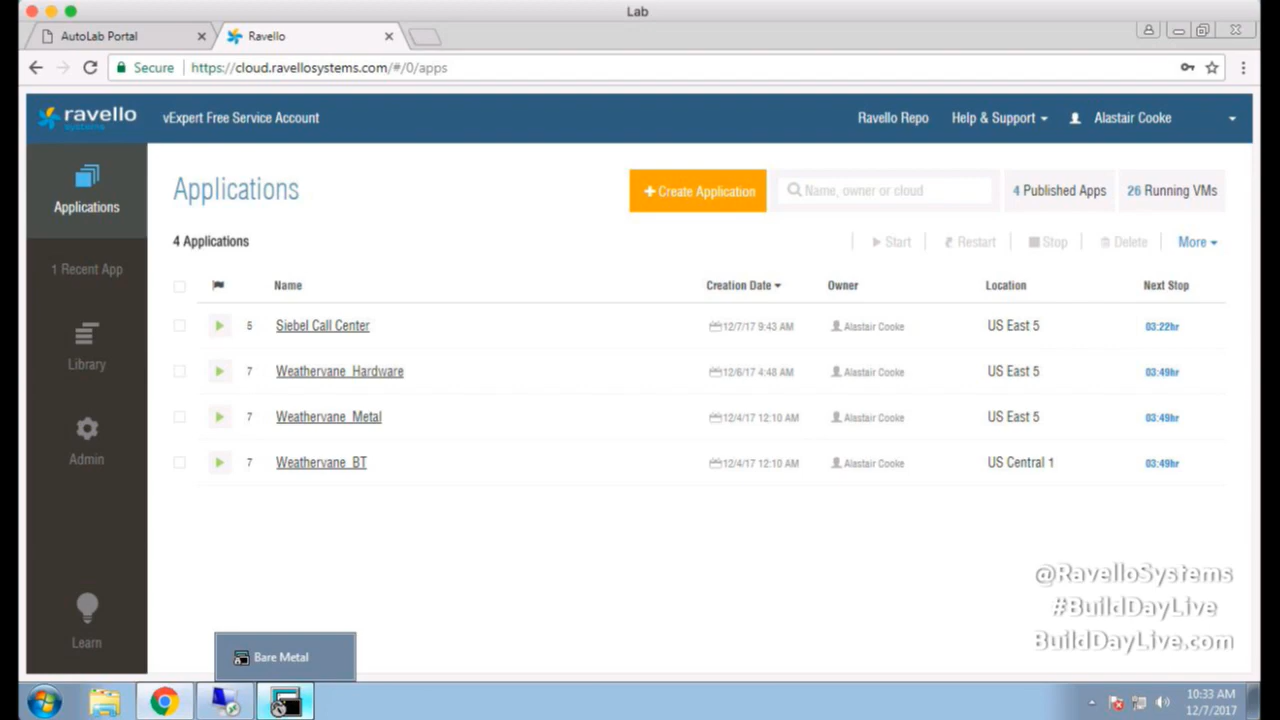 Lab
AutoLab Portal
Ravello
Secure
https://cloud.ravellosystems.com/#/0/apps
ravello
systems
vExpert Free Service Account
Ravello Repo
Help & Support
Alastair Cooke
Applications
1 Recent App
Library
Admin
Learn
Applications
+ Create Application
Name, owner or cloud
4 Published Apps
26 Running VMs
4 Applications
Start
Restart
Stop
Delete
More
Name
Creation Date
Owner
Location
Next Stop
5 Siebel Call Center 12/7/17 9:43 AM Alastair Cooke US East 5 03:22hr
7 Weathervane_Hardware 12/6/17 4:48 AM Alastair Cooke US East 5 03:49hr
7 Weathervane_Metal 12/4/17 12:10 AM Alastair Cooke US East 5 03:49hr
7 Weathervane_BT 12/4/17 12:10 AM Alastair Cooke US Central 1 03:49hr
@RavelloSystems
#BuildDayLive
BuildDayLive.com
Bare Metal
10:33 AM
12/7/2017